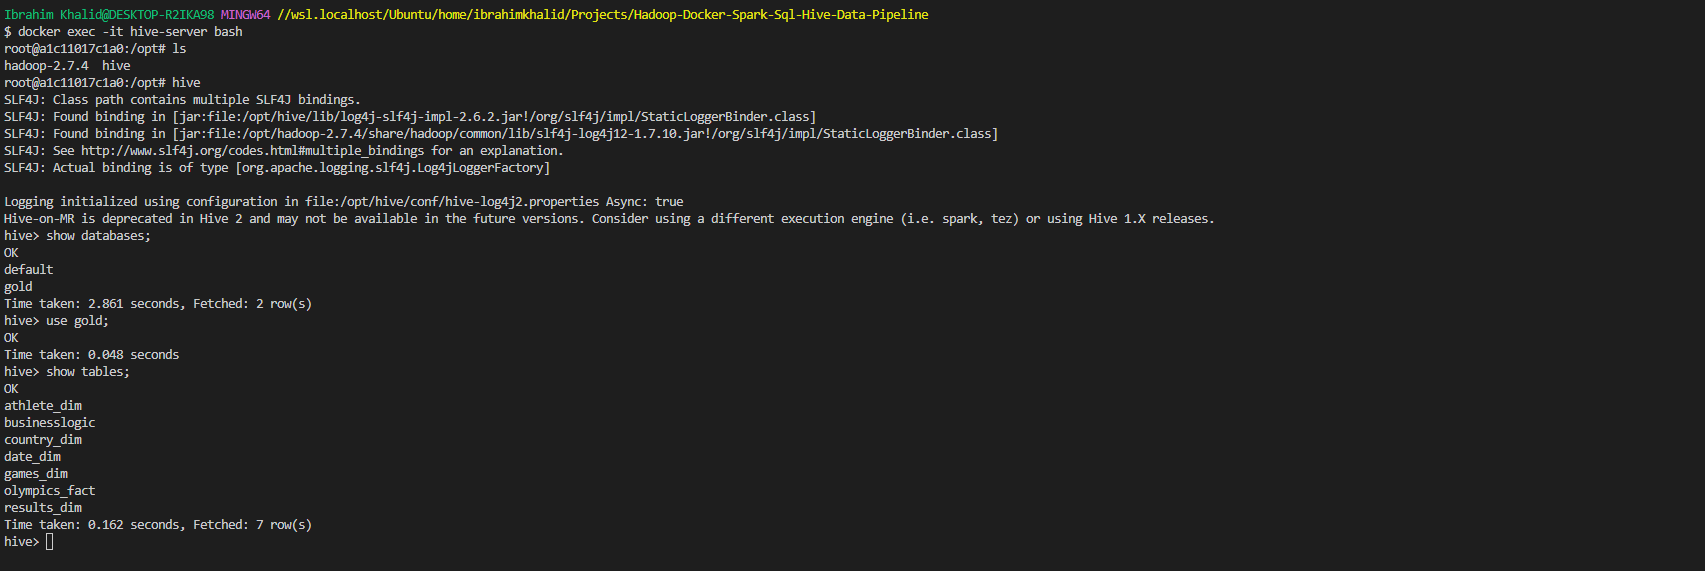 Ibrahim Khalid@DESKTOP-R2IKA98 MINGW64 //wsl.localhost/Ubuntu/home/ibrahimkhalid/Projects/Hadoop-Docker-Spark-Sql-Hive-Data-Pipeline
$ docker exec -it hive-server bash
root@a1c11017c1a0:/opt# ls
hadoop-2.7.4  hive
root@a1c11017c1a0:/opt# hive
SLF4J: Class path contains multiple SLF4J bindings.
SLF4J: Found binding in [jar:file:/opt/hive/lib/log4j-slf4j-impl-2.6.2.jar!/org/slf4j/impl/StaticLoggerBinder.class]
SLF4J: Found binding in [jar:file:/opt/hadoop-2.7.4/share/hadoop/common/lib/slf4j-log4j12-1.7.10.jar!/org/slf4j/impl/StaticLoggerBinder.class]
SLF4J: See http://www.slf4j.org/codes.html#multiple_bindings for an explanation.
SLF4J: Actual binding is of type [org.apache.logging.slf4j.Log4jLoggerFactory]
Logging initialized using configuration in file:/opt/hive/conf/hive-log4j2.properties Async: true
Hive-on-MR is deprecated in Hive 2 and may not be available in the future versions. Consider using a different execution engine (i.e. spark, tez) or using Hive 1.X releases.
hive> show databases;
OK
default
gold
Time taken: 2.861 seconds, Fetched: 2 row(s)
hive> use gold;
OK
Time taken: 0.048 seconds
hive> show tables;
OK
athlete_dim
businesslogic
country_dim
date_dim
games_dim
olympics_fact
results_dim
Time taken: 0.162 seconds, Fetched: 7 row(s)
hive>